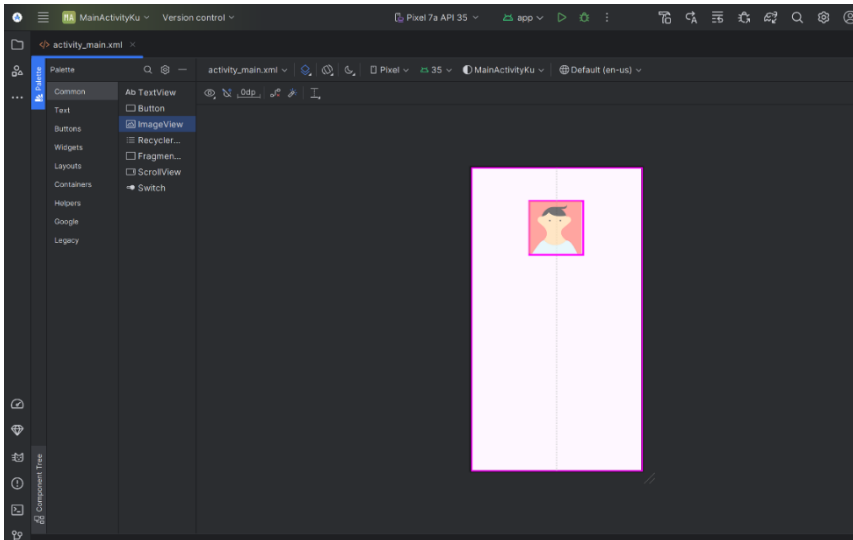 MA MainActivityKu Version control Pixel 7a API 35 app
activity_main.xml
Palette
Palette
activity_main.xml Pixel 35 MainActivityKu Default (en-us)
Common
Text
Buttons
Widgets
Layouts
Containers
Helpers
Google
Legacy
Ab TextView
Button
ImageView
Recycler...
Fragmen...
ScrollView
Switch
0dp
Component Tree